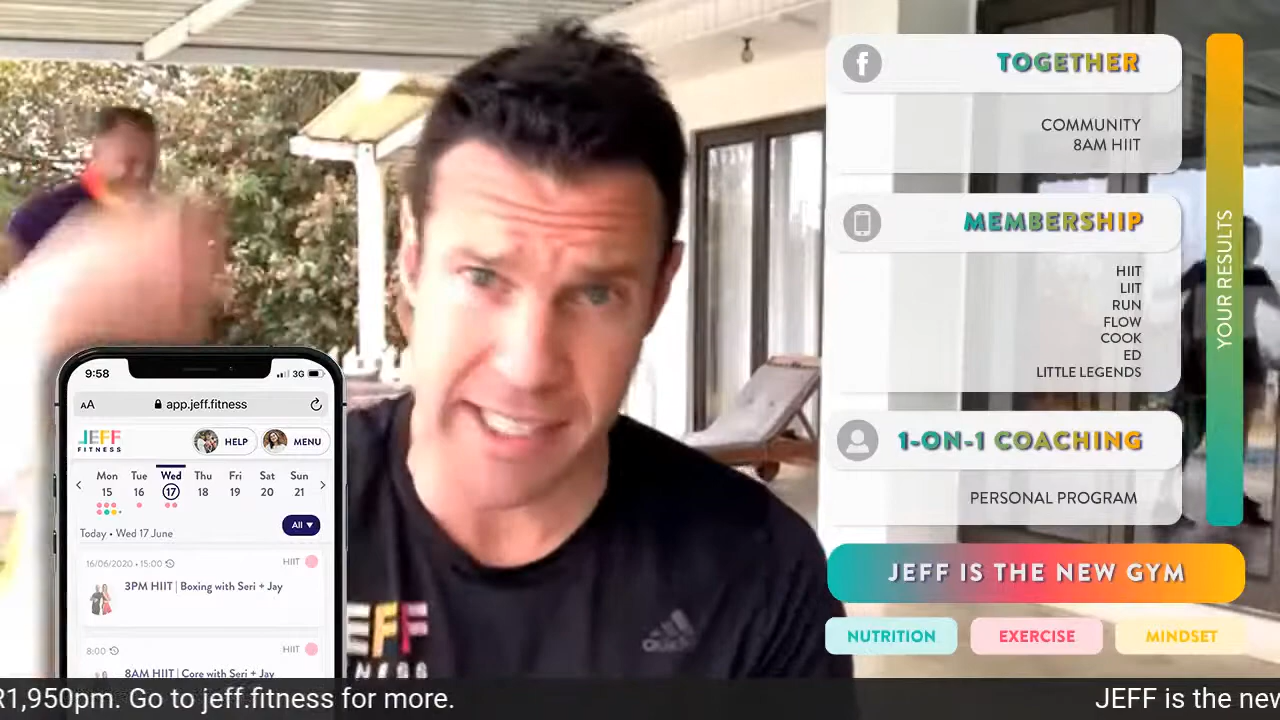 TOGETHER
COMMUNITY
8AM HIIT
MEMBERSHIP
HIIT
LIIT
RUN
FLOW
COOK
ED
LITTLE LEGENDS
1-ON-1 COACHING
PERSONAL PROGRAM
YOUR RESULTS
JEFF IS THE NEW GYM
NUTRITION
EXERCISE
MINDSET
9:58
3G
AA
app.jeff.fitness
JEFF
FITNESS
HELP
MENU
Mon Tue Wed Thu Fri Sat Sun
15 16 17 18 19 20 21
All
Today • Wed 17 June
16/06/2020 • 15:00
HIIT
3PM HIIT | Boxing with Seri + Jay
8:00
HIIT
8AM HIIT | Core with Seri + Jay
EFF
NESS
R1,950pm. Go to jeff.fitness for more.
JEFF is the new